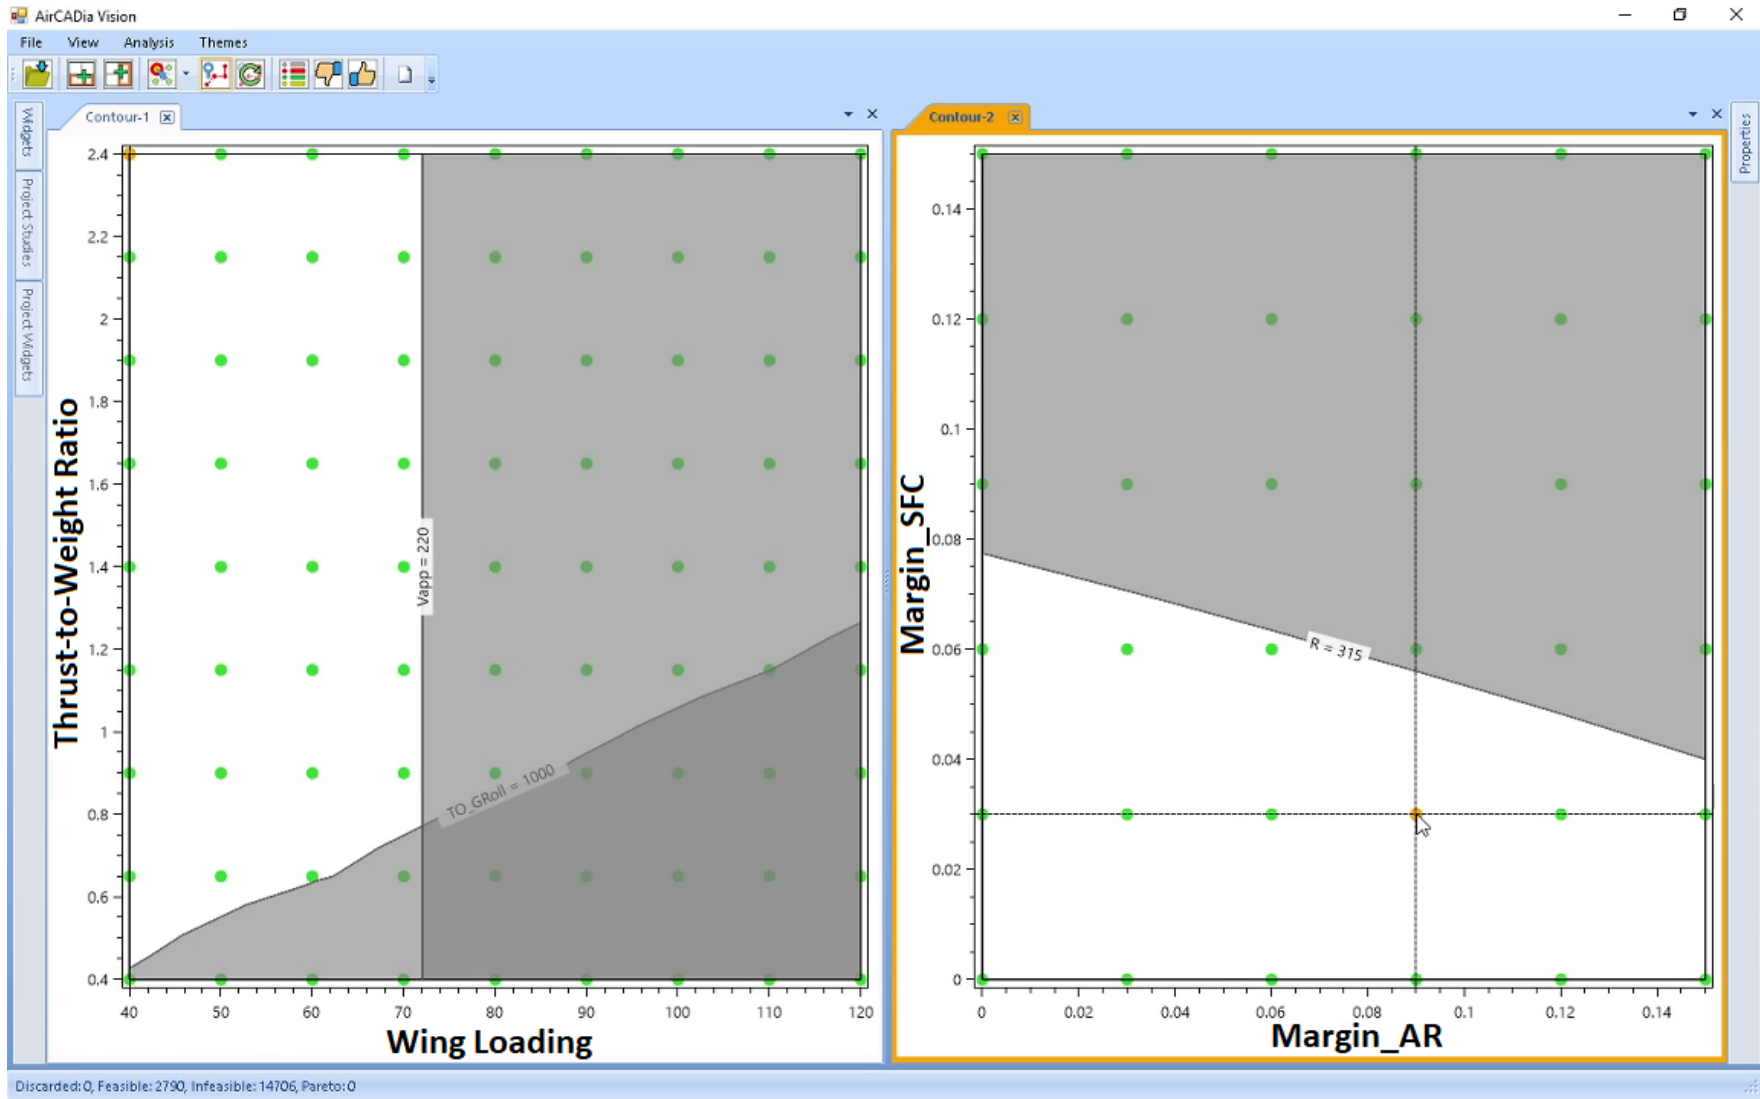 AirCADia Vision
File View Analysis Themes
Widgets
Project Studies
Project Widgets
Contour-1
Thrust-to-Weight Ratio
2.4
2.2
2
1.8
1.6
1.4
1.2
1
0.8
0.6
0.4
Vapp = 220
TO_GRoll = 1000
40 50 60 70 80 90 100 110 120
Wing Loading
Contour-2
Margin_SFC
0.14
0.12
0.1
0.08
0.06
0.04
0.02
0
R = 315
0 0.02 0.04 0.06 0.08 0.1 0.12 0.14
Margin_AR
Properties
Discarded: 0, Feasible: 2790, Infeasible: 14706, Pareto: 0